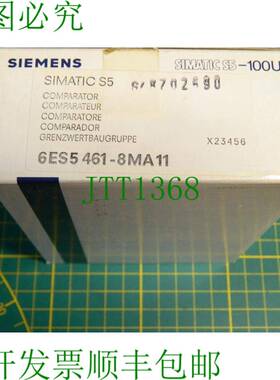 图必究
SIEMENS
SIMATIC S5-100U
SIMATIC S5
COMPARATOR
COMPARATEUR
COMPARATORE
COMPARADOR
GRENZWERTBAUGRUPPE
X23456
6ES5 461-8MA11
JTT1368
开发票顺丰包邮